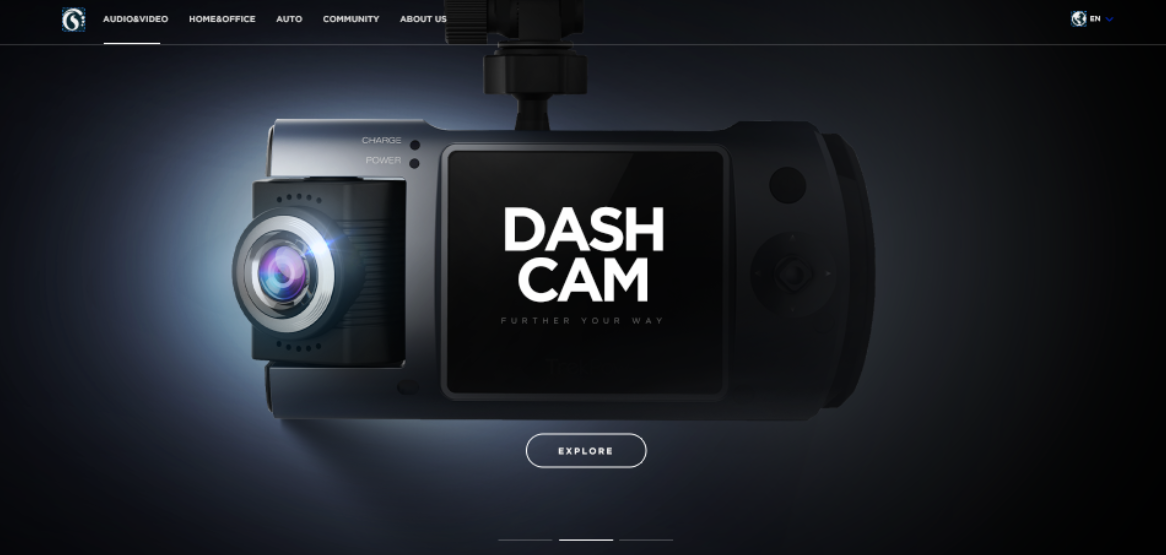 AUDIO&VIDEO HOME&OFFICE AUTO COMMUNITY ABOUT US EN
CHARGE
POWER
DASH
CAM
FURTHER YOUR WAY
EXPLORE